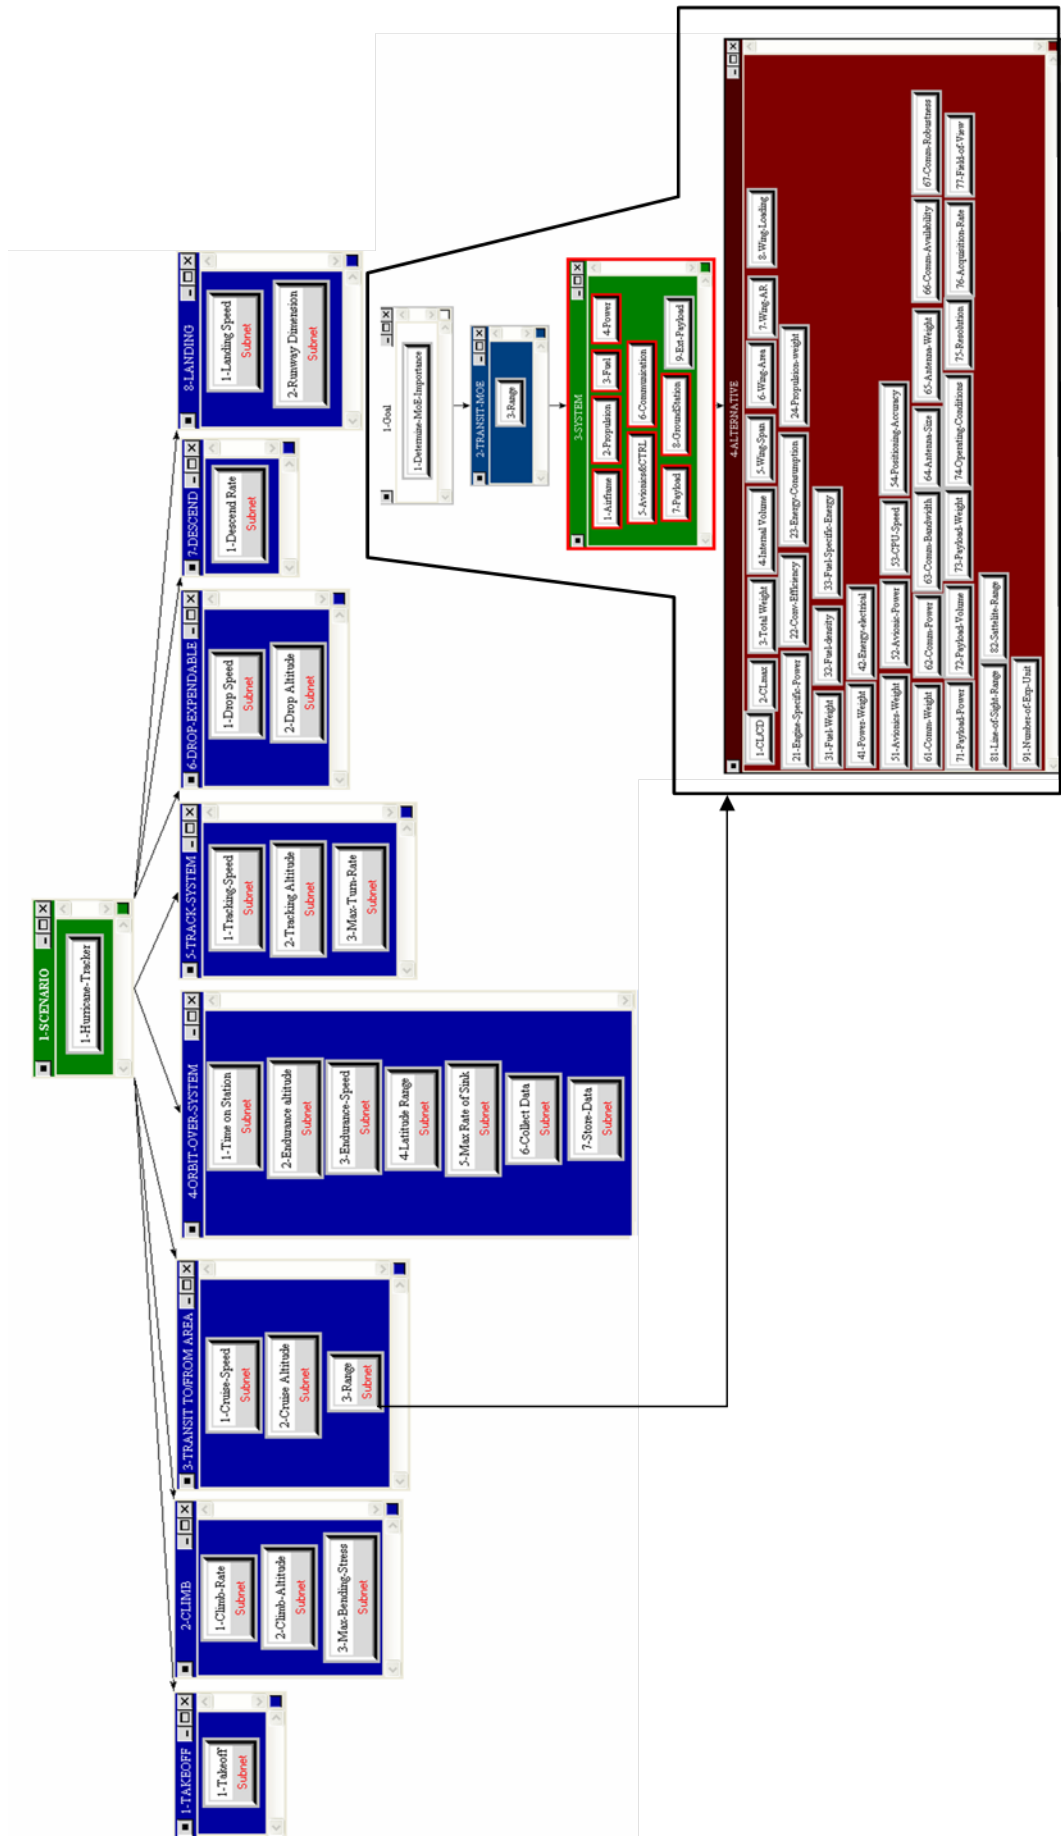 1-SCENARIO
1-Hurricane-Tracker
1-TAKEOFF
1-Takeoff
Subnet
2-CLIMB
1-Climb-Rate
Subnet
2-Climb-Altitude
Subnet
3-Max-Bending-Stress
Subnet
3-TRANSIT TO/FROM AREA
1-Cruise-Speed
Subnet
2-Cruise Altitude
Subnet
3-Range
Subnet
4-ORBIT-OVER-SYSTEM
1-Time on Station
Subnet
2-Endurance altitude
Subnet
3-Endurance-Speed
Subnet
4-Latitude Range
Subnet
5-Max Rate of Sink
Subnet
6-Collect Data
Subnet
7-Store-Data
Subnet
5-TRACK-SYSTEM
1-Tracking-Speed
Subnet
2-Tracking Altitude
Subnet
3-Max-Turn-Rate
Subnet
6-DROP-EXPENDABLE
1-Drop Speed
Subnet
2-Drop Altitude
Subnet
7-DESCEND
1-Descend Rate
Subnet
8-LANDING
1-Landing Speed
Subnet
2-Runway Dimension
Subnet
1-Goal
1-Determine-MoE-Importance
2-TRANSIT-MOE
3-Range
3-SYSTEM
1-Airframe 2-Propulsion 3-Fuel 4-Power
5-Avionics&CTRL 6-Communication
7-Payload 8-GroundStation 9-Ext-Payload
4-ALTERNATIVE
1-CL/CD 2-CLmax 3-Total Weight 4-Internal Volume 5-Wing-Span 6-Wing-Area 7-Wing-AR 8-Wing-Loading
21-Engine-Specific-Power 22-Conv-Efficiency 23-Energy-Consumption 24-Propulsion-weight
31-Fuel-Weight 32-Fuel-density 33-Fuel-Specific-Energy
41-Power-Weight 42-Energy-electrical
51-Avionics-Weight 52-Avionic-Power 53-CPU-Speed 54-Positioning-Accuracy
61-Comm-Weight 62-Comm-Power 63-Comm-Bandwidth 64-Antenna-Size 65-Antenna-Weight 66-Comm-Availability 67-Comm-Robustness
71-Payload-Power 72-Payload-Volume 73-Payload-Weight 74-Operating-Conditions 75-Resolution 76-Acquisition-Rate 77-Field-of-View
81-Line-of-Sight-Range 82-Sattelite-Range
91-Number-of-Exp-Unit